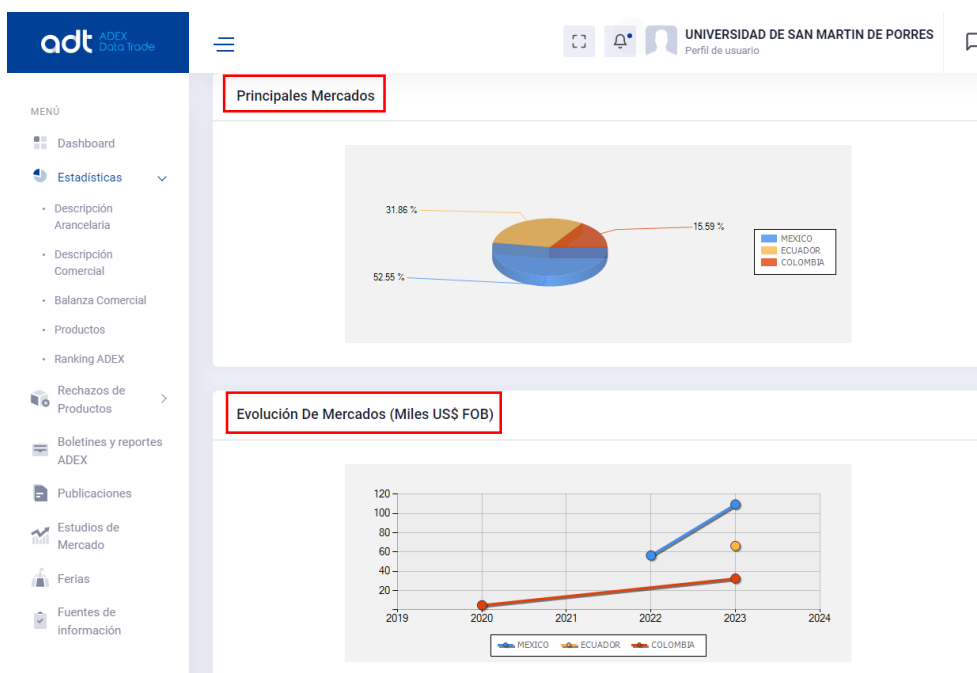 adt ADEX
Data Trade
UNIVERSIDAD DE SAN MARTIN DE PORRES
Perfil de usuario
MENÚ
Dashboard
Estadísticas
Descripción
Arancelaria
Descripción
Comercial
Balanza Comercial
Productos
Ranking ADEX
Rechazos de
Productos
Boletines y reportes
ADEX
Publicaciones
Estudios de
Mercado
Ferias
Fuentes de
información
Principales Mercados
31.86 %
15.59 %
52.55 %
MEXICO
ECUADOR
COLOMBIA
Evolución De Mercados (Miles US$ FOB)
120
100
80
60
40
20
2019 2020 2021 2022 2023 2024
MEXICO ECUADOR COLOMBIA